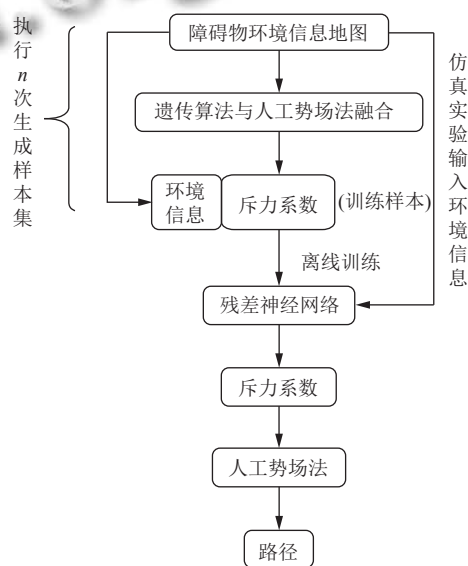 执行n次生成样本集
障碍物环境信息地图
仿真实验输入环境信息
遗传算法与人工势场法融合
环境
信息
斥力系数
(训练样本)
离线训练
残差神经网络
斥力系数
人工势场法
路径